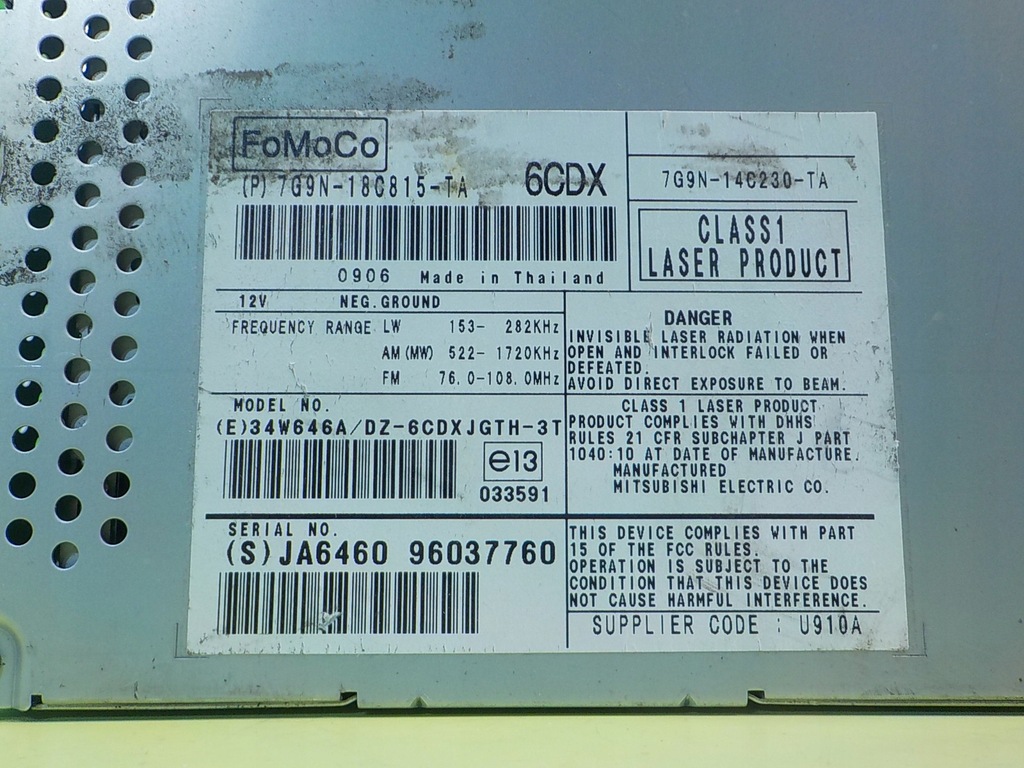 FoMoCo
(P) 7G9N-18C815-TA 6CDX
7G9N-14C230-TA
CLASS1
LASER PRODUCT
0906 Made in Thailand
12V NEG.GROUND
FREQUENCY RANGE LW 153- 282KHz
AM (MW) 522- 1720KHz
FM 76.0-108.0MHz
DANGER
INVISIBLE LASER RADIATION WHEN
OPEN AND INTERLOCK FAILED OR
DEFEATED.
AVOID DIRECT EXPOSURE TO BEAM.
MODEL NO.
(E)34W646A/DZ-6CDXJGTH-3T
e13
033591
CLASS 1 LASER PRODUCT
PRODUCT COMPLIES WITH DHHS
RULES 21 CFR SUBCHAPTER J PART
1040:10 AT DATE OF MANUFACTURE.
MANUFACTURED
MITSUBISHI ELECTRIC CO.
SERIAL NO.
(S)JA6460 96037760
THIS DEVICE COMPLIES WITH PART
15 OF THE FCC RULES.
OPERATION IS SUBJECT TO THE
CONDITION THAT THIS DEVICE DOES
NOT CAUSE HARMFUL INTERFERENCE.
SUPPLIER CODE : U910A